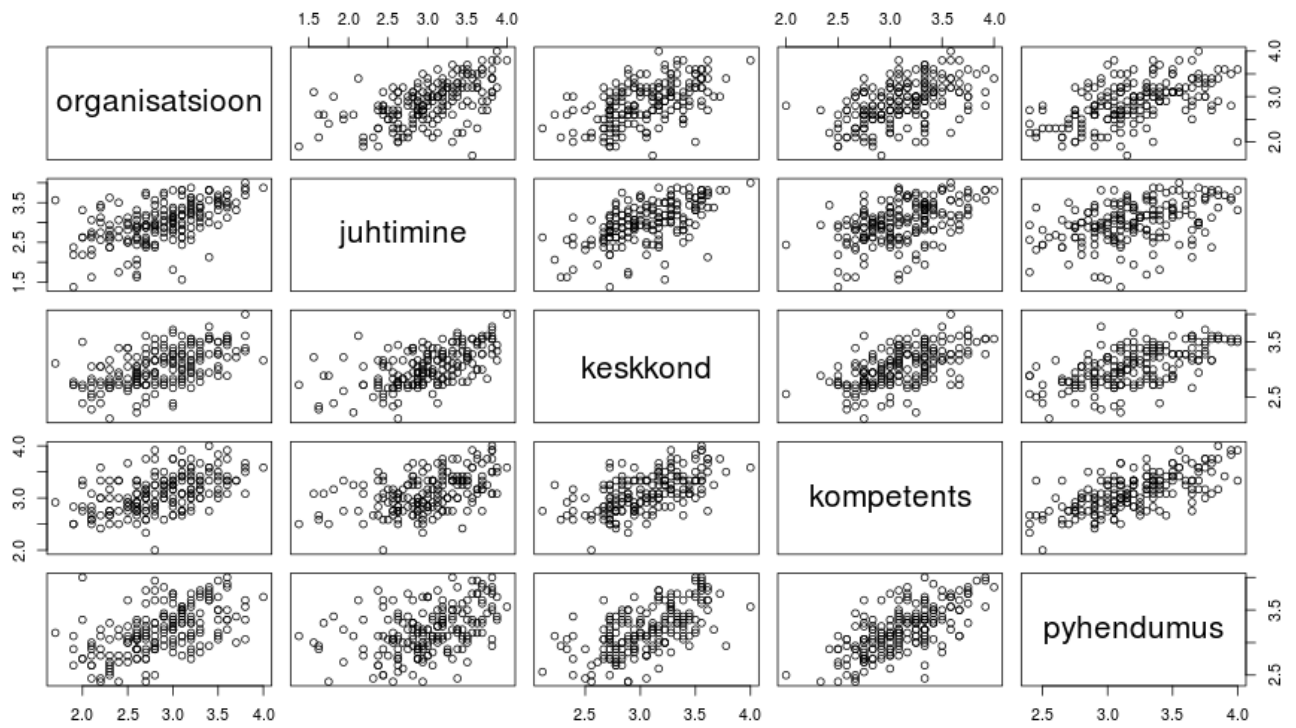 1.5 2.0 2.5 3.0 3.5 4.0 2.0 2.5 3.0 3.5 4.0
organisatsioon 2.0 3.0 4.0
1.5 2.5 3.5 juhtimine
keskkond 2.5 3.5
2.0 3.0 4.0 kompetents
pyhendumus 2.5 3.5
2.0 2.5 3.0 3.5 4.0 2.5 3.0 3.5 4.0 2.5 3.0 3.5 4.0